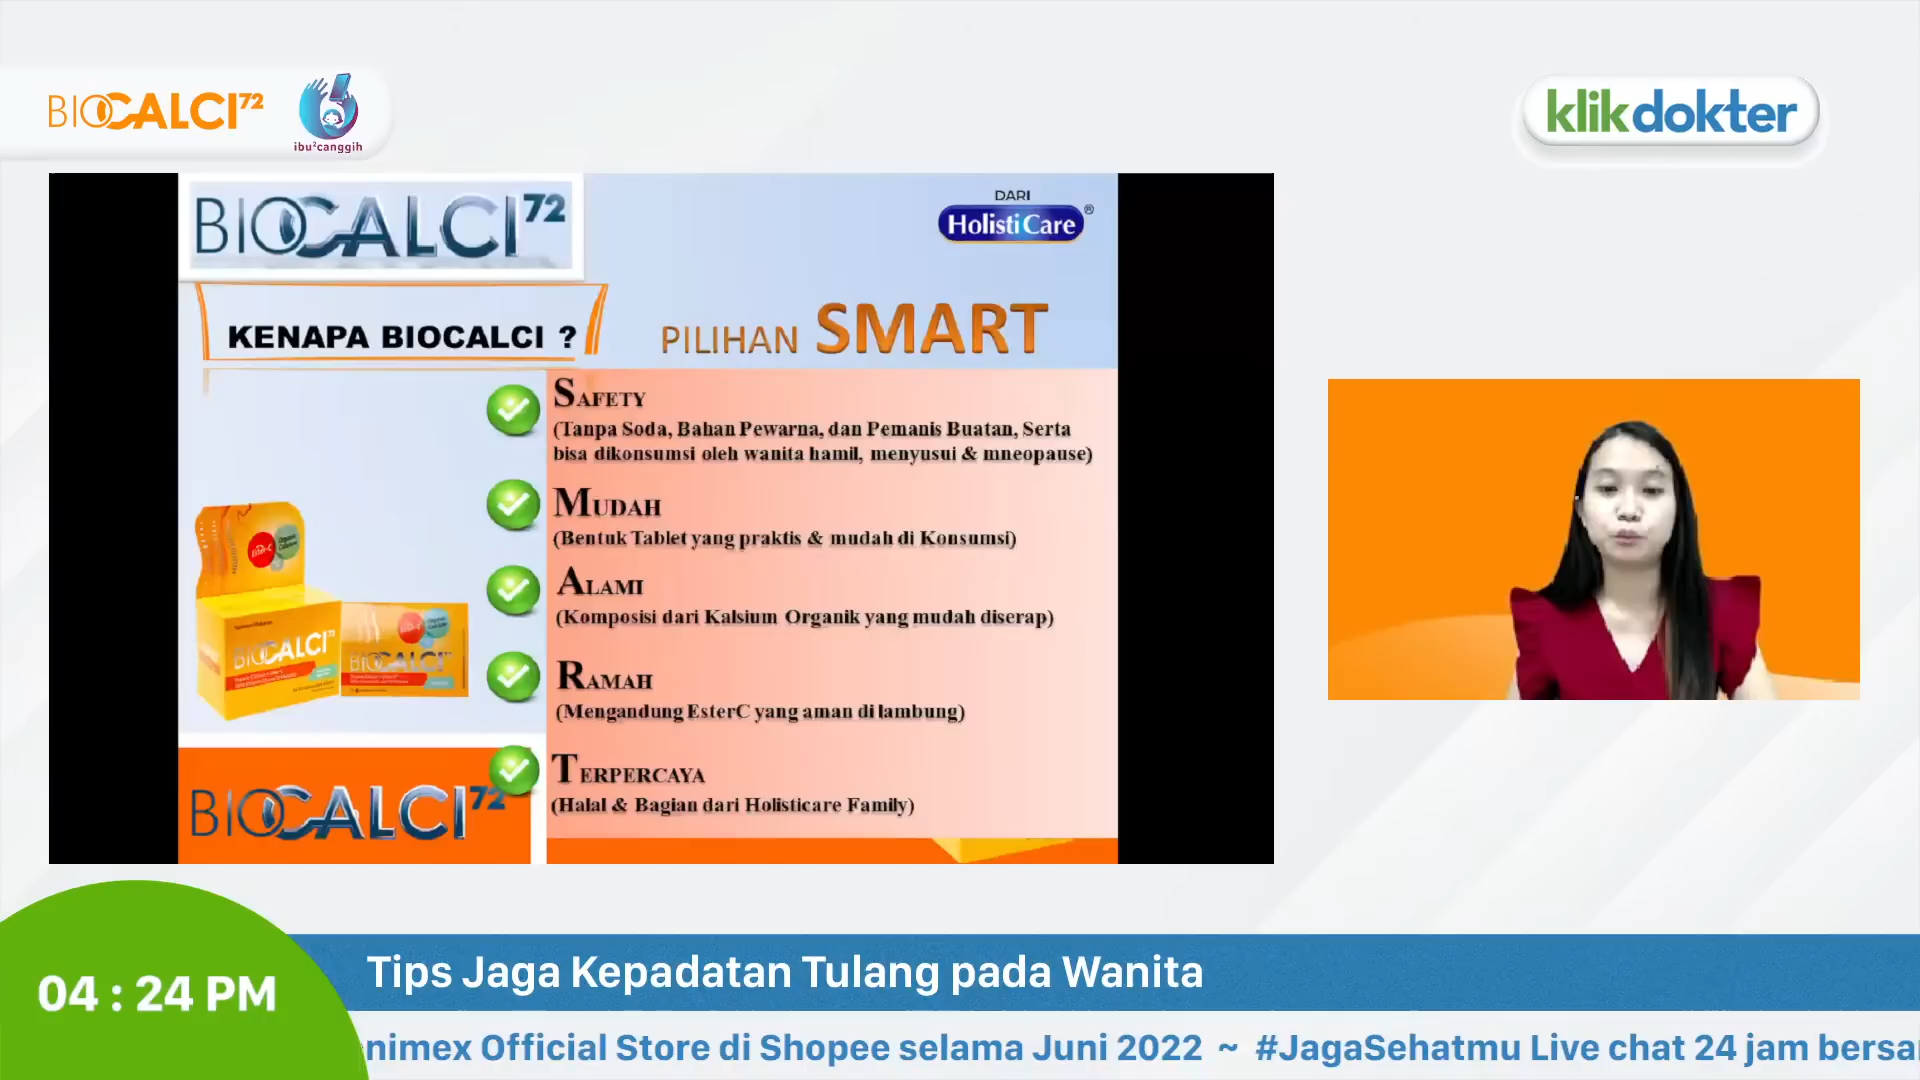 BIOCALCI72
ibu2canggih
klikdokter
BIOCALCI72
DARI
HolistiCare®
KENAPA BIOCALCI ?
PILIHAN SMART
SAFETY
(Tanpa Soda, Bahan Pewarna, dan Pemanis Buatan, Serta
bisa dikonsumsi oleh wanita hamil, menyusui & mneopause)
MUDAH
(Bentuk Tablet yang praktis & mudah di Konsumsi)
ALAMI
(Komposisi dari Kalsium Organik yang mudah diserap)
RAMAH
(Mengandung EsterC yang aman di lambung)
TERPERCAYA
(Halal & Bagian dari Holisticare Family)
Ester-C
BIOCALCI72
BIOCALCI72
BIOCALCI72
04 : 24 PM
Tips Jaga Kepadatan Tulang pada Wanita
nimex Official Store di Shopee selama Juni 2022 ~ #JagaSehatmu Live chat 24 jam bersa